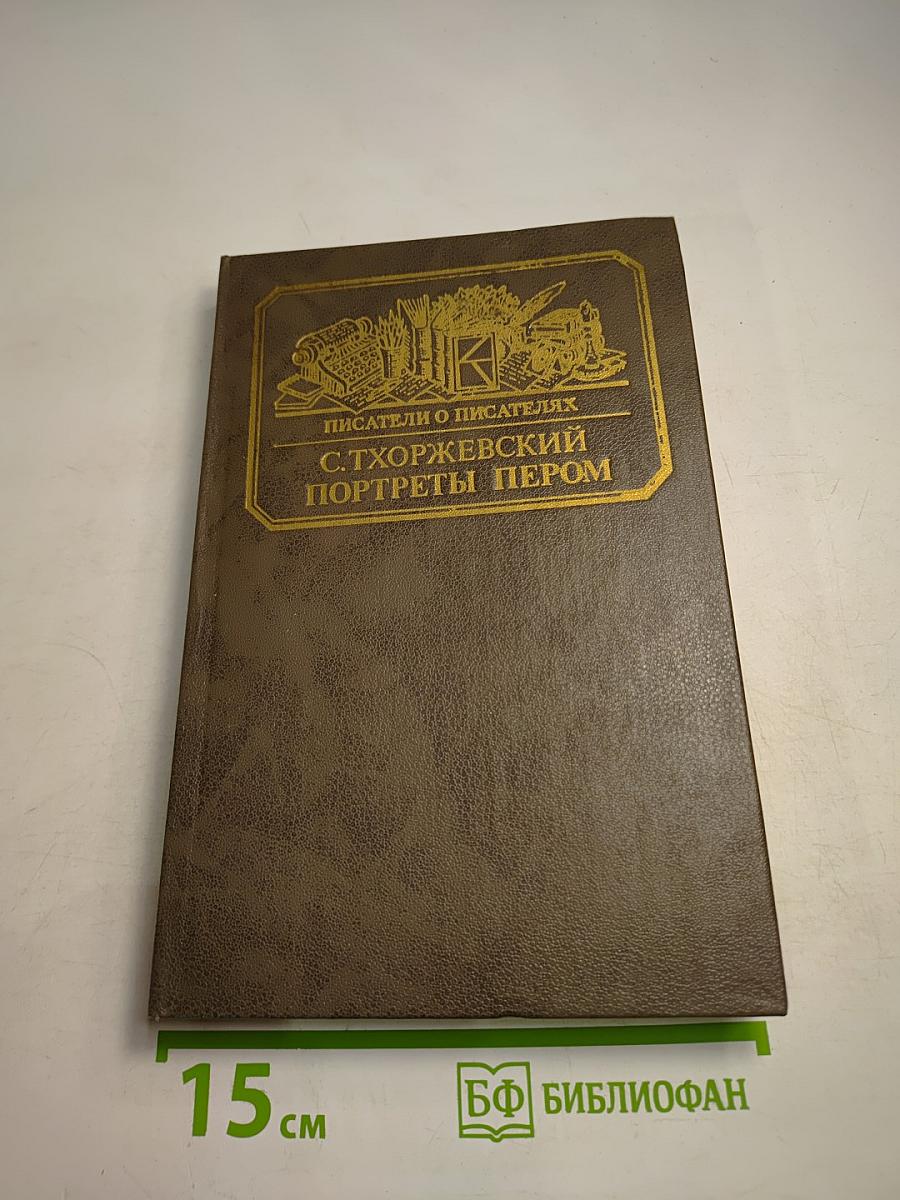 ПИСАТЕЛИ О ПИСАТЕЛЯХ
С.ТХОРЖЕВСКИЙ
ПОРТРЕТЫ ПЕРОМ
15 см
БФ БИБЛИОФАН